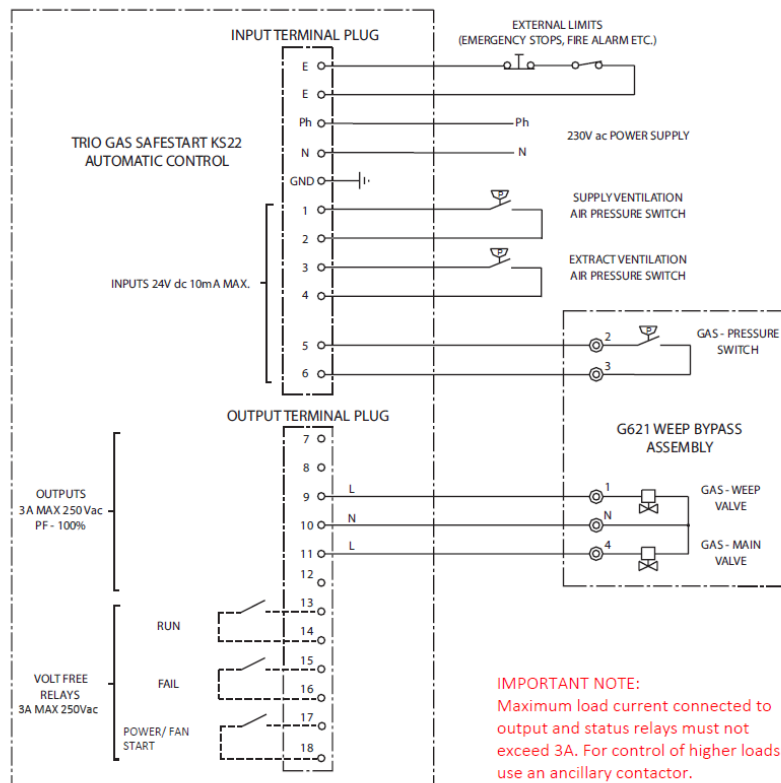 INPUT TERMINAL PLUG
EXTERNAL LIMITS
(EMERGENCY STOPS, FIRE ALARM ETC.)
E
E
Ph
Ph
230V ac POWER SUPPLY
N
N
TRIO GAS SAFESTART KS22
AUTOMATIC CONTROL
GND
1
P
SUPPLY VENTILATION
AIR PRESSURE SWITCH
2
3
P
EXTRACT VENTILATION
AIR PRESSURE SWITCH
4
INPUTS 24V dc 10mA MAX.
5
2
P
GAS - PRESSURE
SWITCH
6
3
OUTPUT TERMINAL PLUG
G621 WEEP BYPASS
ASSEMBLY
7
8
9
L
1
GAS - WEEP
VALVE
OUTPUTS
3A MAX 250 Vac
PF - 100%
10
N
N
11
L
4
GAS - MAIN
VALVE
12
13
RUN
14
15
FAIL
16
VOLT FREE
RELAYS
3A MAX 250Vac
17
POWER/ FAN
START
18
IMPORTANT NOTE:
Maximum load current connected to
output and status relays must not
exceed 3A. For control of higher loads
use an ancillary contactor.